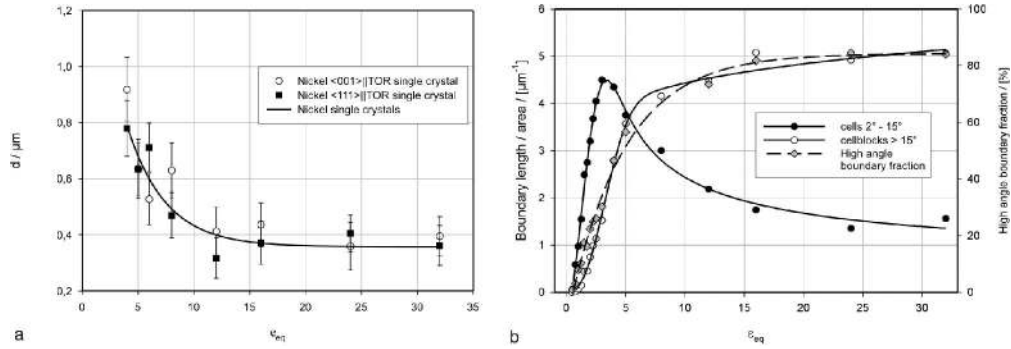 1,2
1,0
0,8
0,6
0,4
0,2
d / µm
Nickel <001>||TOR single crystal
Nickel <111>||TOR single crystal
Nickel single crystals
0 5 10 15 20 25 30 35
εeq
a
6
5
4
3
2
1
0
Boundary length / area / [µm⁻¹]
cells 2° - 15°
cellblocks > 15°
High angle
boundary fraction
100
80
60
40
20
0
High angle boundary fraction / [%]
0 5 10 15 20 25 30
εeq
b